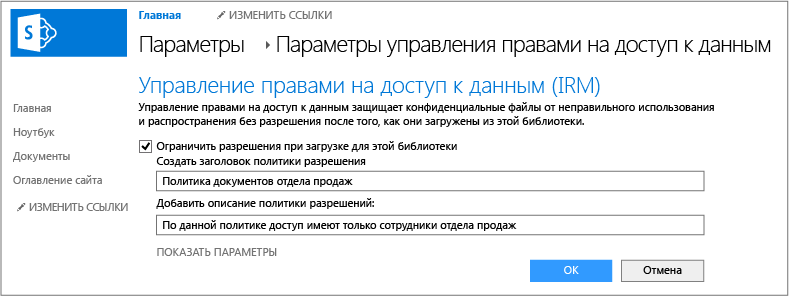 S
Главная
ИЗМЕНИТЬ ССЫЛКИ
Параметры ▸ Параметры управления правами на доступ к данным
Управление правами на доступ к данным (IRM)
Управление правами на доступ к данным защищает конфиденциальные файлы от неправильного использования
и распространения без разрешения после того, как они загружены из этой библиотеки.
Главная
Ноутбук
Документы
Оглавление сайта
ИЗМЕНИТЬ ССЫЛКИ
Ограничить разрешения при загрузке для этой библиотеки
Создать заголовок политики разрешения
Политика документов отдела продаж
Добавить описание политики разрешений:
По данной политике доступ имеют только сотрудники отдела продаж
ПОКАЗАТЬ ПАРАМЕТРЫ
ОК
Отмена